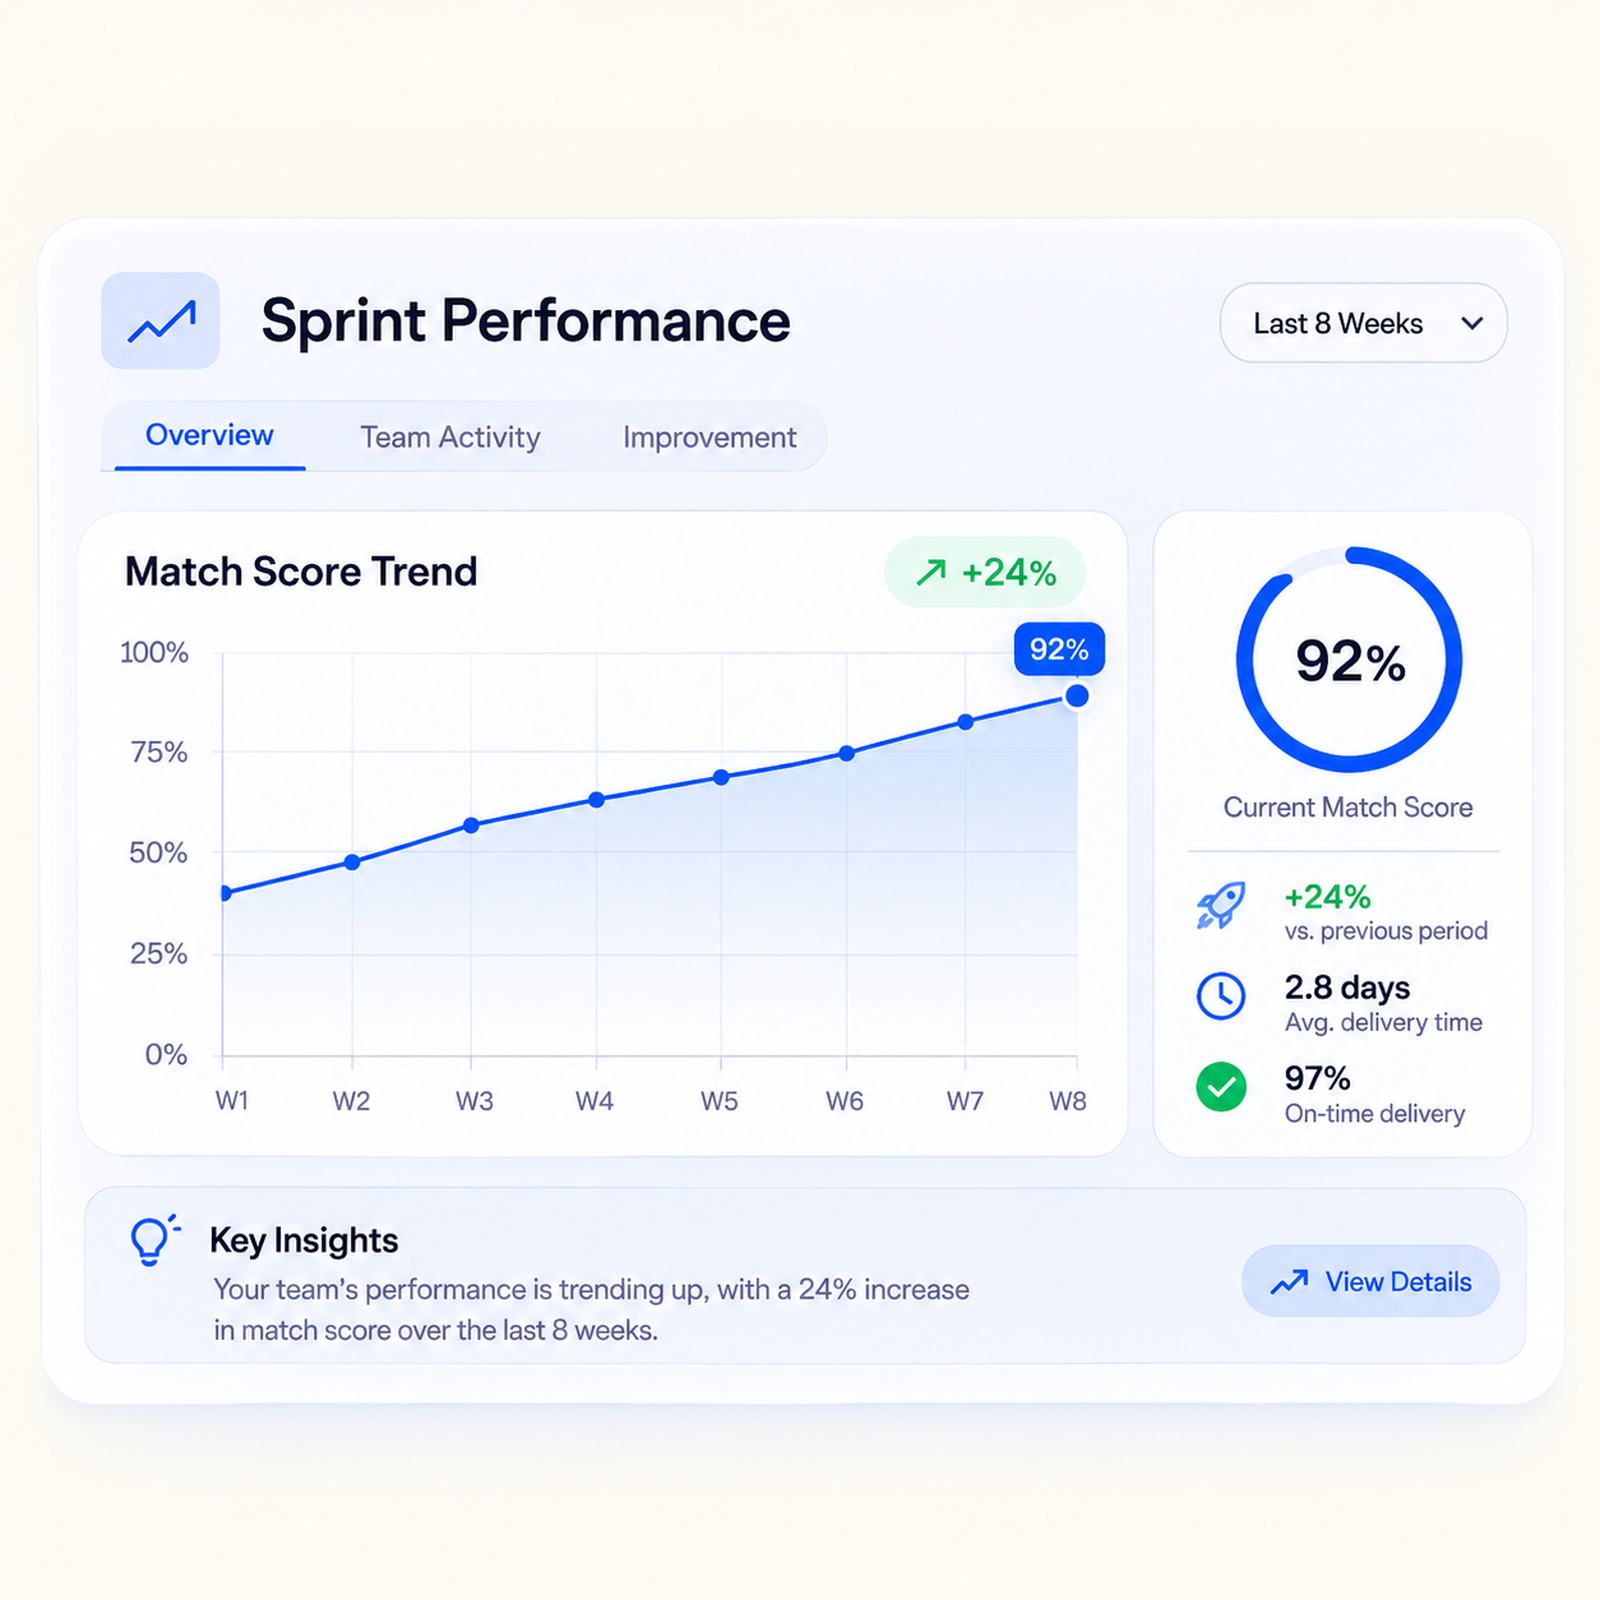 Sprint Performance
Last 8 Weeks
Overview
Team Activity
Improvement
Match Score Trend
+24%
100%
75%
50%
25%
0%
92%
W1
W2
W3
W4
W5
W6
W7
W8
92%
Current Match Score
+24%
vs. previous period
2.8 days
Avg. delivery time
97%
On-time delivery
Key Insights
Your team’s performance is trending up, with a 24% increase
in match score over the last 8 weeks.
View Details